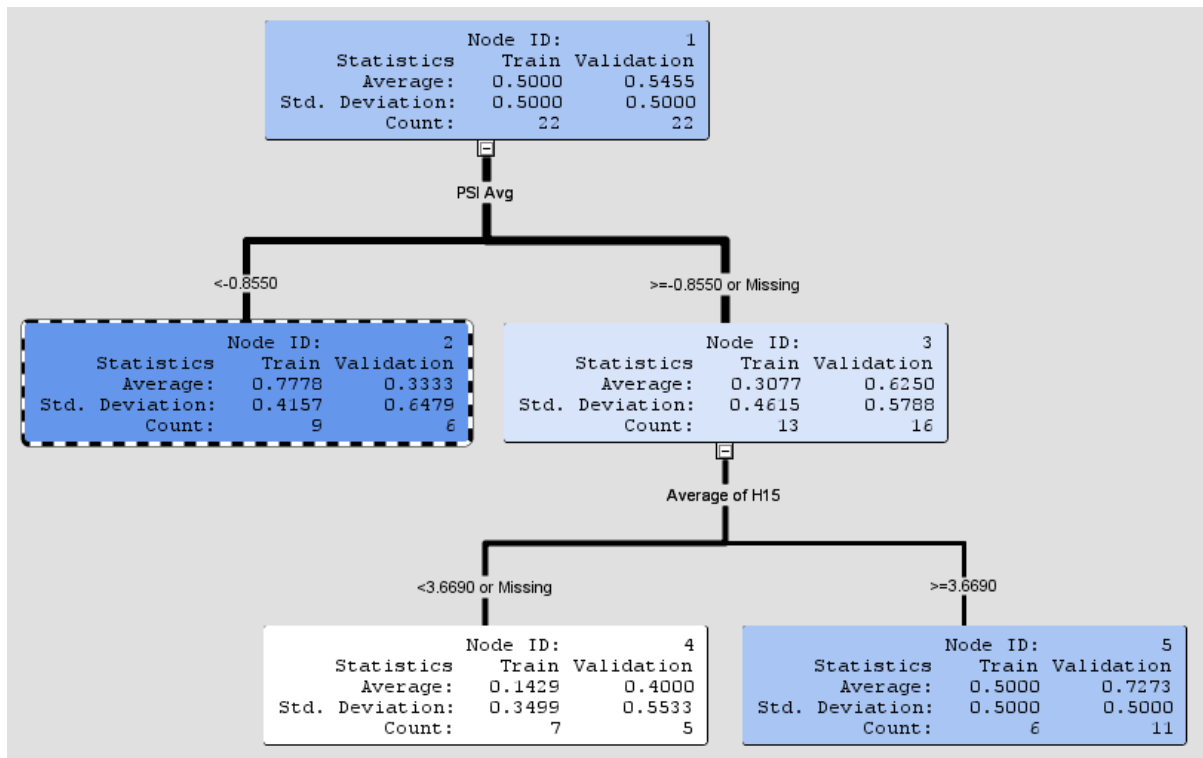 Node ID: 1
Statistics Train Validation
Average: 0.5000 0.5455
Std. Deviation: 0.5000 0.5000
Count: 22 22
PSI Avg
<-0.8550
>=-0.8550 or Missing
Node ID: 2
Statistics Train Validation
Average: 0.7778 0.3333
Std. Deviation: 0.4157 0.6479
Count: 9 6
Node ID: 3
Statistics Train Validation
Average: 0.3077 0.6250
Std. Deviation: 0.4615 0.5788
Count: 13 16
Average of H15
<3.6690 or Missing
>=3.6690
Node ID: 4
Statistics Train Validation
Average: 0.1429 0.4000
Std. Deviation: 0.3499 0.5533
Count: 7 5
Node ID: 5
Statistics Train Validation
Average: 0.5000 0.7273
Std. Deviation: 0.5000 0.5000
Count: 6 11